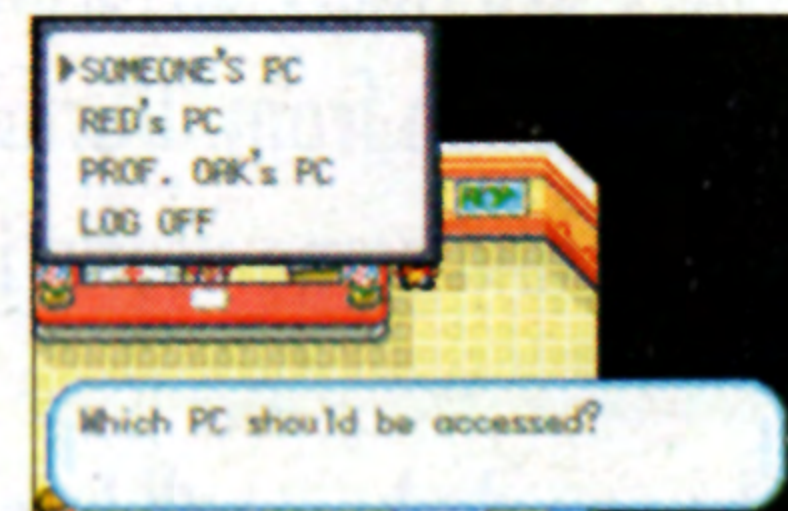 ▶SOMEONE'S PC
RED's PC
PROF. OAK's PC
LOG OFF
Which PC should be accessed?